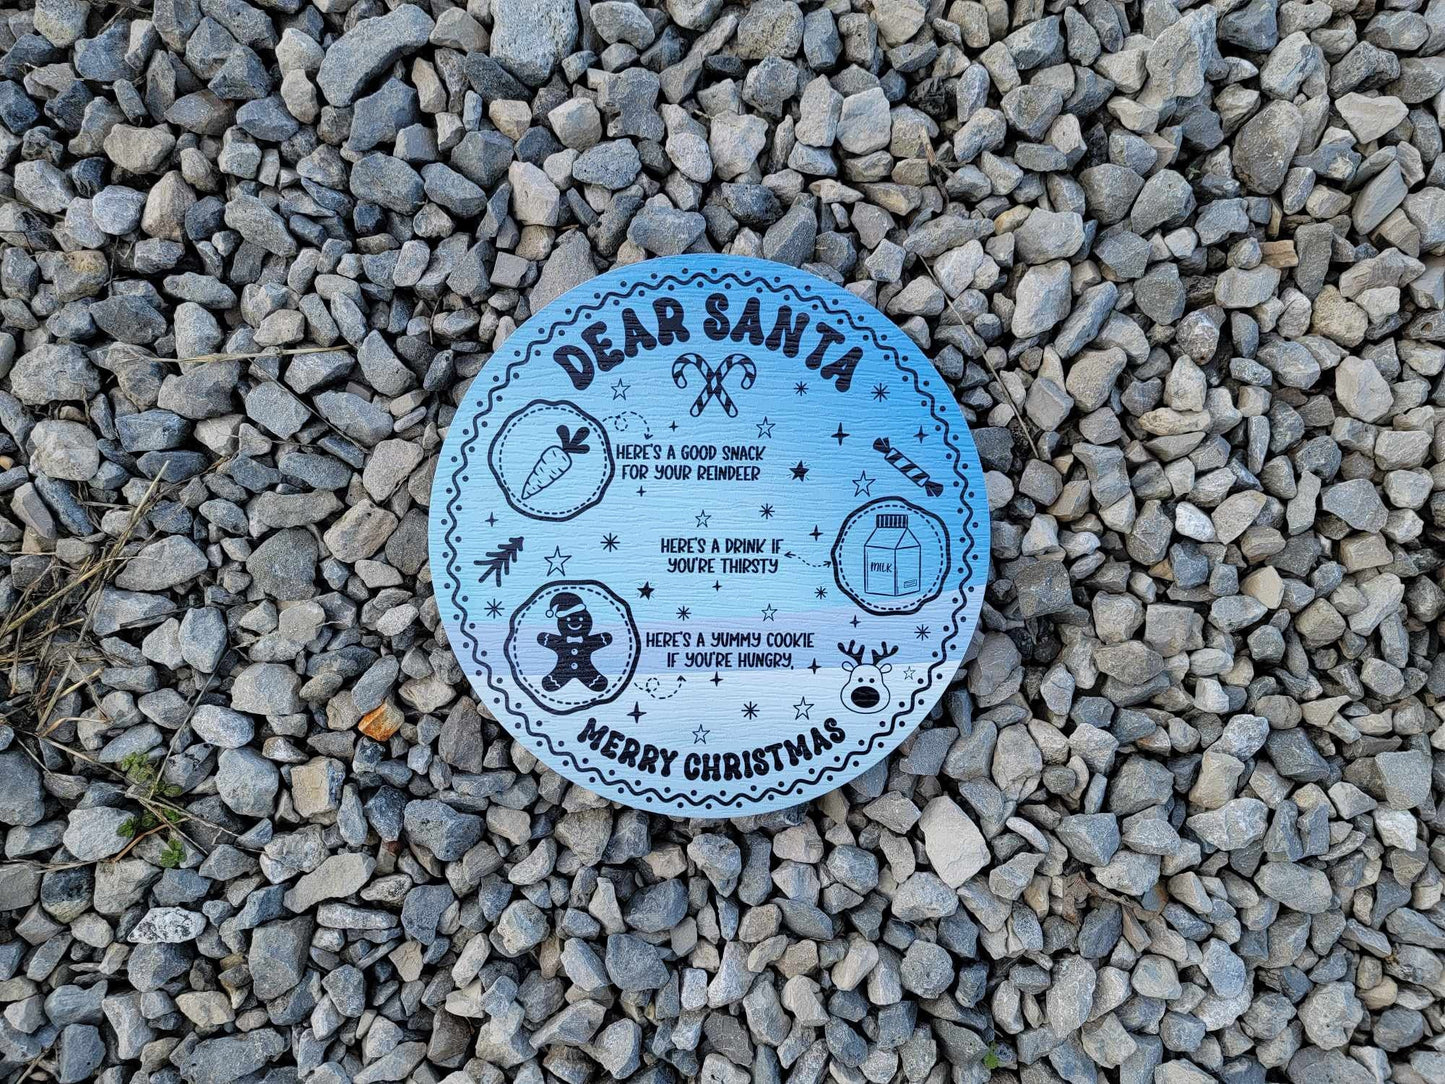 DEAR SANTA
HERE'S A GOOD SNACK
FOR YOUR REINDEER
HERE'S A DRINK IF
YOU'RE THIRSTY
MILK
HERE'S A YUMMY COOKIE
IF YOU'RE HUNGRY,
MERRY CHRISTMAS